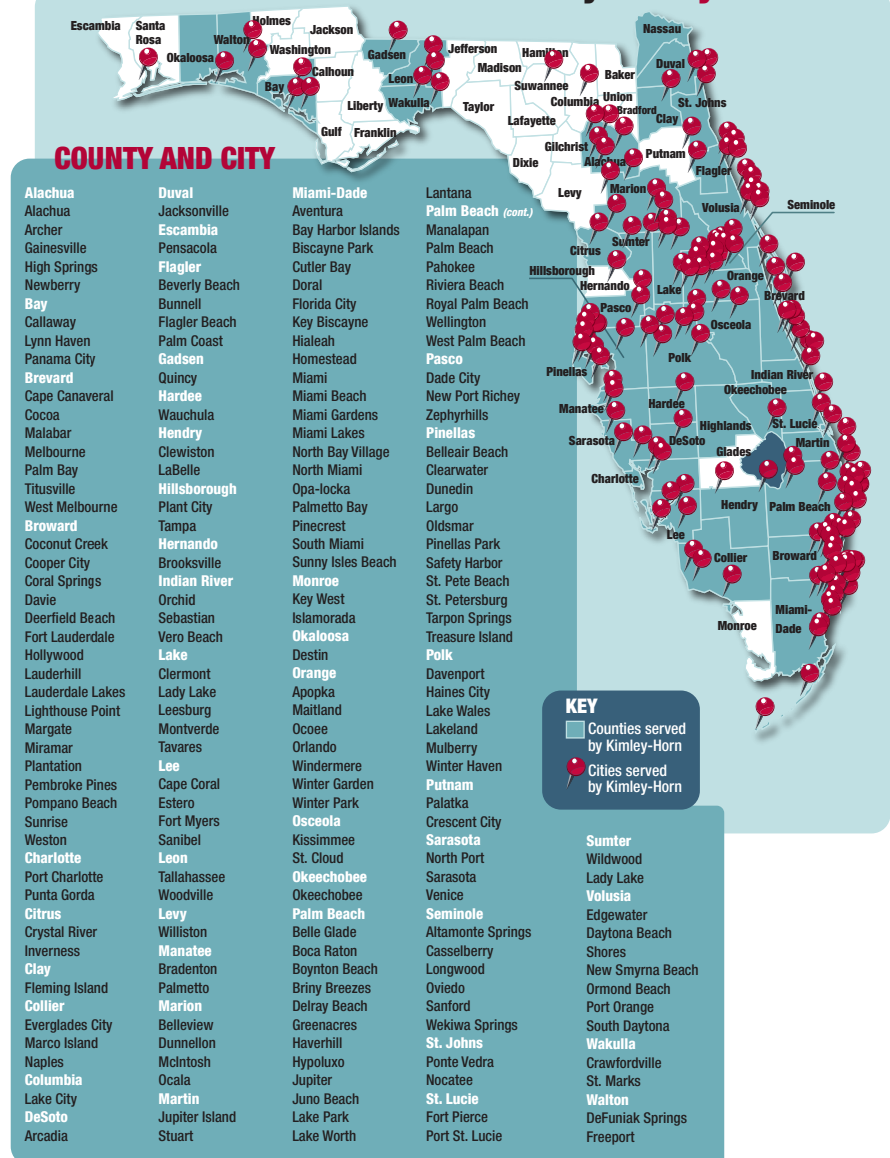 Escambia
Santa
Rosa
Okaloosa
Walton
Holmes
Washington
Jackson
Bay
Calhoun
Gulf
Liberty
Franklin
Gadsen
Leon
Wakulla
Jefferson
Madison
Taylor
Hamilton
Suwannee
Lafayette
Dixie
Columbia
Gilchrist
Levy
Baker
Union
Bradford
Alachua
Nassau
Duval
Clay
St. Johns
Putnam
Flagler
Marion
Volusia
Seminole
Citrus
Sumter
Hillsborough
Hernando
Lake
Orange
Brevard
Pasco
Osceola
Polk
Pinellas
Indian River
Okeechobee
Manatee
Hardee
Highlands
St. Lucie
Sarasota
DeSoto
Glades
Martin
Charlotte
Hendry
Palm Beach
Lee
Collier
Broward
Monroe
Miami-
Dade
COUNTY AND CITY
Alachua
Alachua
Archer
Gainesville
High Springs
Newberry
Bay
Callaway
Lynn Haven
Panama City
Brevard
Cape Canaveral
Cocoa
Malabar
Melbourne
Palm Bay
Titusville
West Melbourne
Broward
Coconut Creek
Cooper City
Coral Springs
Davie
Deerfield Beach
Fort Lauderdale
Hollywood
Lauderhill
Lauderdale Lakes
Lighthouse Point
Margate
Miramar
Plantation
Pembroke Pines
Pompano Beach
Sunrise
Weston
Charlotte
Port Charlotte
Punta Gorda
Citrus
Crystal River
Inverness
Clay
Fleming Island
Collier
Everglades City
Marco Island
Naples
Columbia
Lake City
DeSoto
Arcadia
Duval
Jacksonville
Escambia
Pensacola
Flagler
Beverly Beach
Bunnell
Flagler Beach
Palm Coast
Gadsen
Quincy
Hardee
Wauchula
Hendry
Clewiston
LaBelle
Hillsborough
Plant City
Tampa
Hernando
Brooksville
Indian River
Orchid
Sebastian
Vero Beach
Lake
Clermont
Lady Lake
Leesburg
Montverde
Tavares
Lee
Cape Coral
Estero
Fort Myers
Sanibel
Leon
Tallahassee
Woodville
Levy
Williston
Manatee
Bradenton
Palmetto
Marion
Belleview
Dunnellon
McIntosh
Ocala
Martin
Jupiter Island
Stuart
Miami-Dade
Aventura
Bay Harbor Islands
Biscayne Park
Cutler Bay
Doral
Florida City
Key Biscayne
Hialeah
Homestead
Miami
Miami Beach
Miami Gardens
Miami Lakes
North Bay Village
North Miami
Opa-locka
Palmetto Bay
Pinecrest
South Miami
Sunny Isles Beach
Monroe
Key West
Islamorada
Okaloosa
Destin
Orange
Apopka
Maitland
Ocoee
Orlando
Windermere
Winter Garden
Winter Park
Osceola
Kissimmee
St. Cloud
Okeechobee
Okeechobee
Palm Beach
Belle Glade
Boca Raton
Boynton Beach
Briny Breezes
Delray Beach
Greenacres
Haverhill
Hypoluxo
Jupiter
Juno Beach
Lake Park
Lake Worth
Lantana
Palm Beach (cont.)
Manalapan
Palm Beach
Pahokee
Riviera Beach
Royal Palm Beach
Wellington
West Palm Beach
Pasco
Dade City
New Port Richey
Zephyrhills
Pinellas
Belleair Beach
Clearwater
Dunedin
Largo
Oldsmar
Pinellas Park
Safety Harbor
St. Pete Beach
St. Petersburg
Tarpon Springs
Treasure Island
Polk
Davenport
Haines City
Lake Wales
Lakeland
Mulberry
Winter Haven
Putnam
Palatka
Crescent City
Sarasota
North Port
Sarasota
Venice
Seminole
Altamonte Springs
Casselberry
Longwood
Oviedo
Sanford
Wekiwa Springs
St. Johns
Ponte Vedra
Nocatee
St. Lucie
Fort Pierce
Port St. Lucie
Sumter
Wildwood
Lady Lake
Volusia
Edgewater
Daytona Beach
Shores
New Smyrna Beach
Ormond Beach
Port Orange
South Daytona
Wakulla
Crawfordville
St. Marks
Walton
DeFuniak Springs
Freeport
KEY
Counties served
by Kimley-Horn
Cities served
by Kimley-Horn